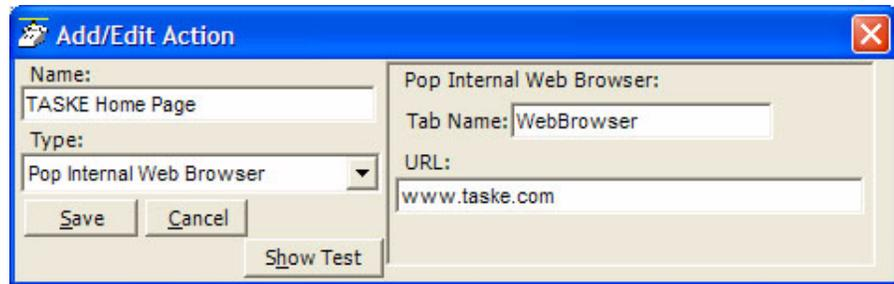 Add/Edit Action
Name:
TASKE Home Page
Type:
Pop Internal Web Browser
Save Cancel
Show Test
Pop Internal Web Browser:
Tab Name: WebBrowser
URL:
www.taske.com